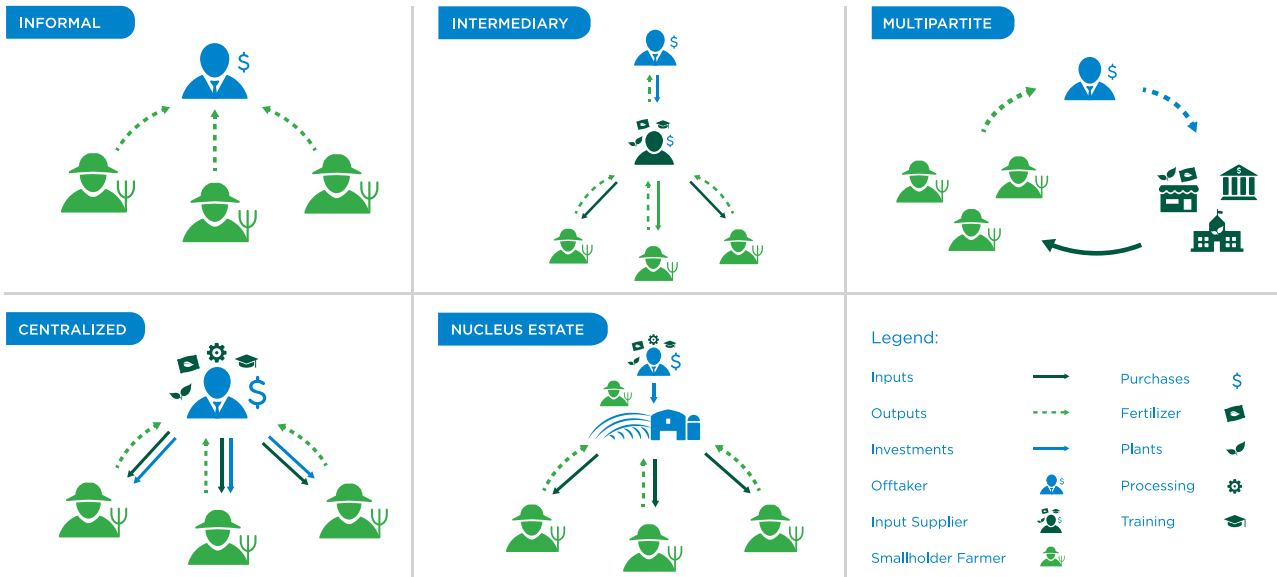 INFORMAL
$
INTERMEDIARY
$
$
MULTIPARTITE
$
$
CENTRALIZED
$
NUCLEUS ESTATE
$
Legend:
Inputs
Purchases $
Outputs
Fertilizer
Investments
Plants
Offtaker $
Processing
Input Supplier $
Training
Smallholder Farmer